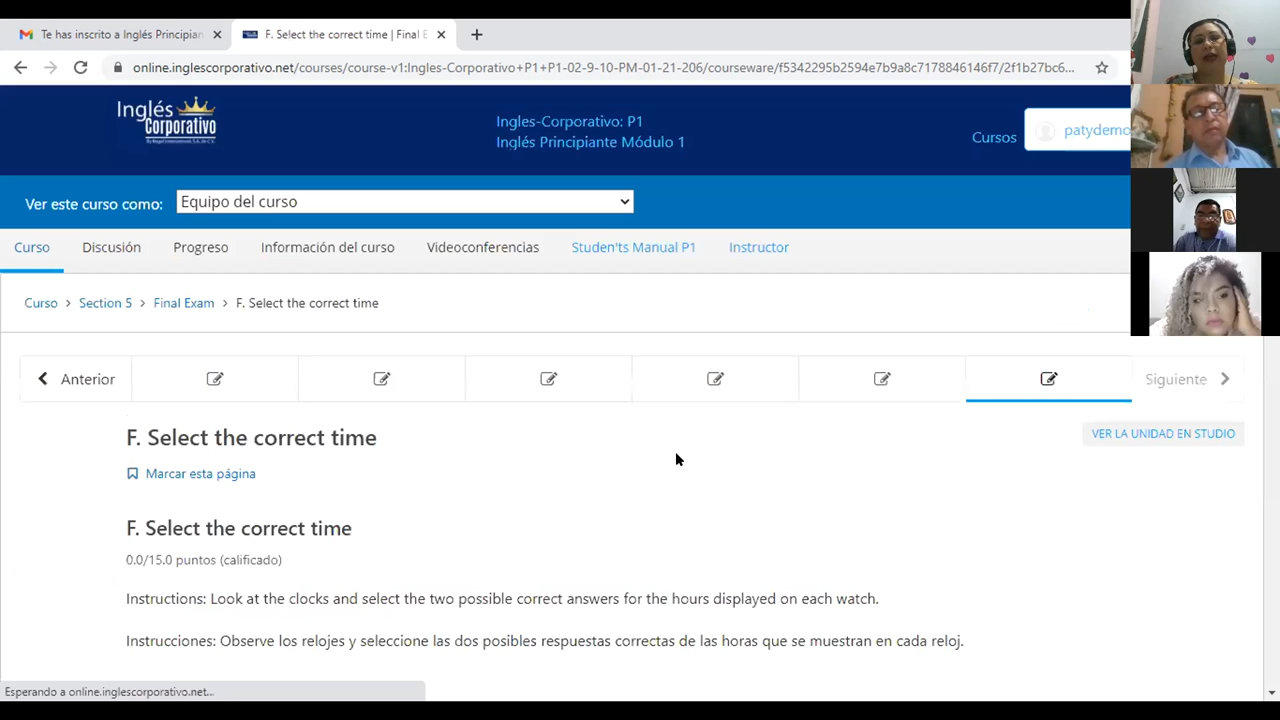 Te has inscrito a Inglés Principian
F. Select the correct time | Final E
online.inglescorporativo.net/courses/course-v1:Ingles-Corporativo+P1+P1-02-9-10-PM-01-21-206/courseware/f5342295b2594e7b9a8c7178846146f7/2f1b27bc6...
Inglés
Corporativo
Ingles-Corporativo: P1
Inglés Principiante Módulo 1
Cursos
patydemo
Ver este curso como:
Equipo del curso
Curso
Discusión
Progreso
Información del curso
Videoconferencias
Studen'ts Manual P1
Instructor
Curso > Section 5 > Final Exam > F. Select the correct time
Anterior
Siguiente
F. Select the correct time
VER LA UNIDAD EN STUDIO
Marcar esta página
F. Select the correct time
0.0/15.0 puntos (calificado)
Instructions: Look at the clocks and select the two possible correct answers for the hours displayed on each watch.
Instrucciones: Observe los relojes y seleccione las dos posibles respuestas correctas de las horas que se muestran en cada reloj.
Esperando a online.inglescorporativo.net...